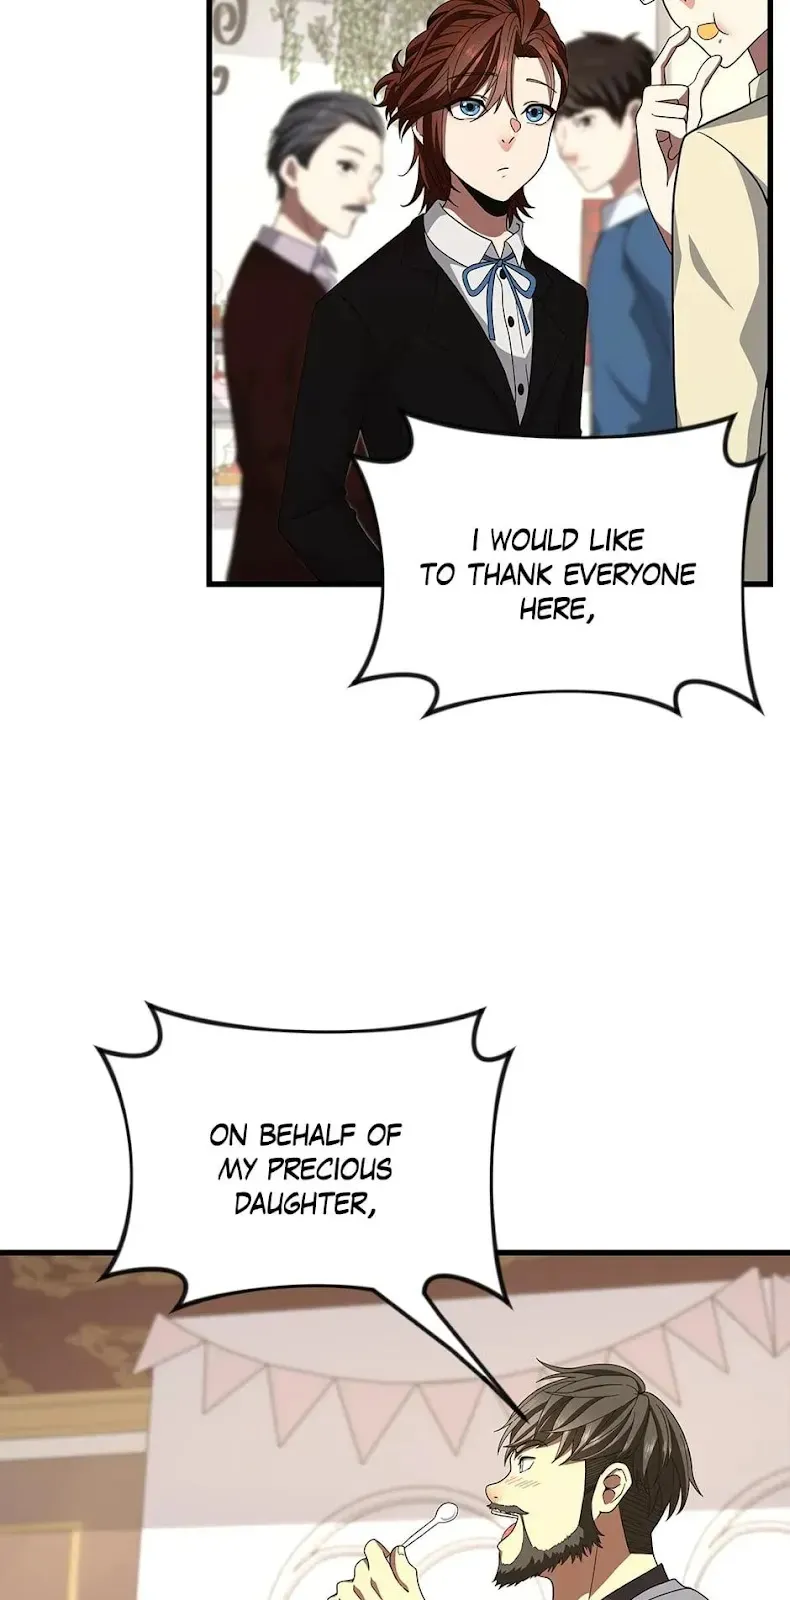 I WOULD LIKE
TO THANK EVERYONE
HERE,
ON BEHALF OF
MY PRECIOUS
DAUGHTER,